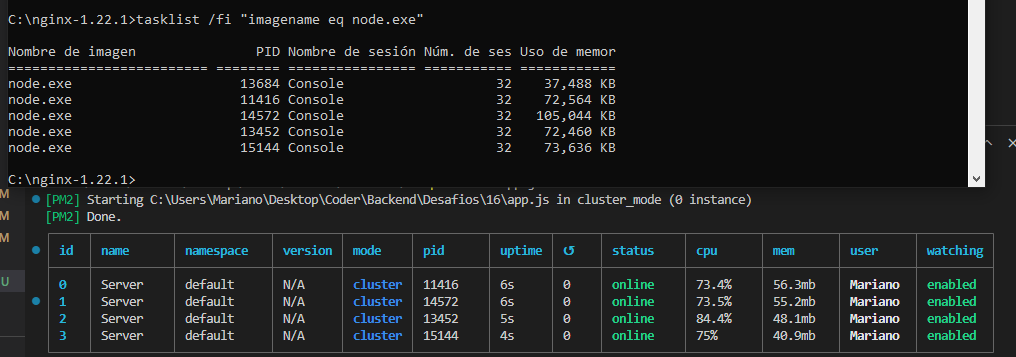 C:\nginx-1.22.1>tasklist /fi "imagename eq node.exe"
Nombre de imagen PID Nombre de sesión Núm. de ses Uso de memor
========================= ======== ================ =========== ============
node.exe 13684 Console 32 37,488 KB
node.exe 11416 Console 32 72,564 KB
node.exe 14572 Console 32 105,044 KB
node.exe 13452 Console 32 72,460 KB
node.exe 15144 Console 32 73,636 KB
C:\nginx-1.22.1>
M
[PM2] Starting C:\Users\Mariano\Desktop\Coder\Backend\Desafios\16\app.js in cluster_mode (0 instance)
M
[PM2] Done.
M
id name namespace version mode pid uptime ↺ status cpu mem user watching
U
0 Server default N/A cluster 11416 6s 0 online 73.4% 56.3mb Mariano enabled
1 Server default N/A cluster 14572 6s 0 online 73.5% 55.2mb Mariano enabled
2 Server default N/A cluster 13452 5s 0 online 84.4% 48.1mb Mariano enabled
3 Server default N/A cluster 15144 4s 0 online 75% 40.9mb Mariano enabled